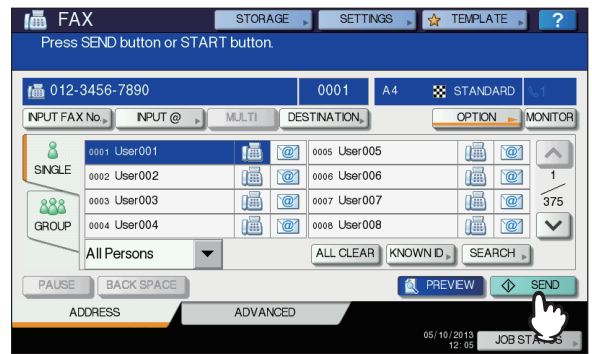 FAX STORAGE SETTINGS TEMPLATE ?
Press SEND button or START button.
012-3456-7890 0001 A4 STANDARD 1
INPUT FAX No. INPUT @ MULTI DESTINATION OPTION MONITOR
SINGLE
0001 User001 @ 0005 User005 @
0002 User002 @ 0006 User006 @
1
0003 User003 @ 0007 User007 @
375
GROUP
0004 User004 @ 0008 User008 @
All Persons ALL CLEAR KNOWN ID SEARCH
PAUSE BACK SPACE PREVIEW SEND
ADDRESS ADVANCED
05/10/2013
12:05
JOB STATUS